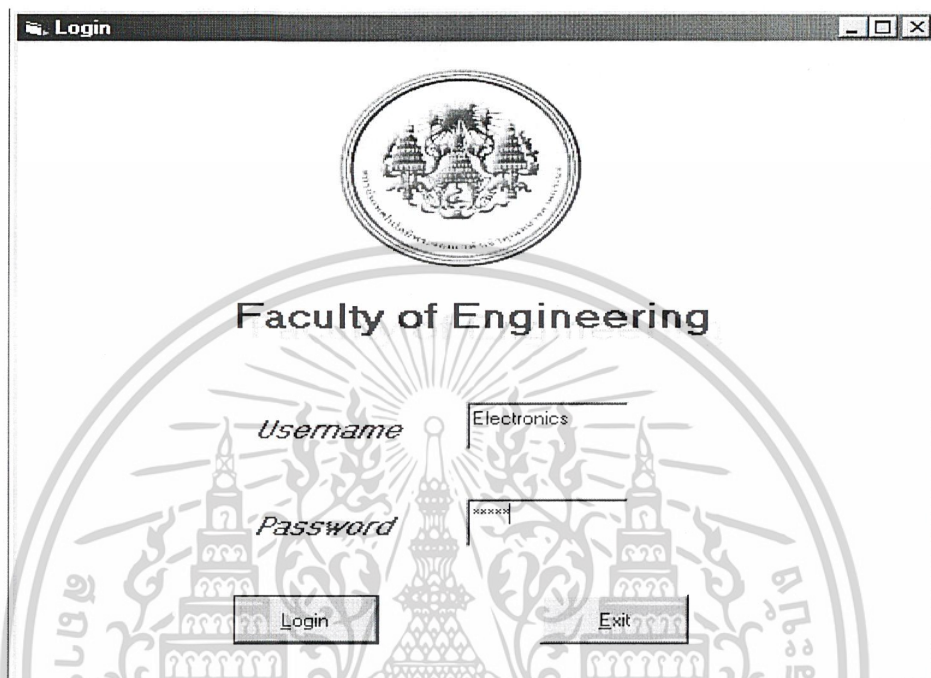 Login
Faculty of Engineering
Username
Electronics
Password
*****
Login
Exit